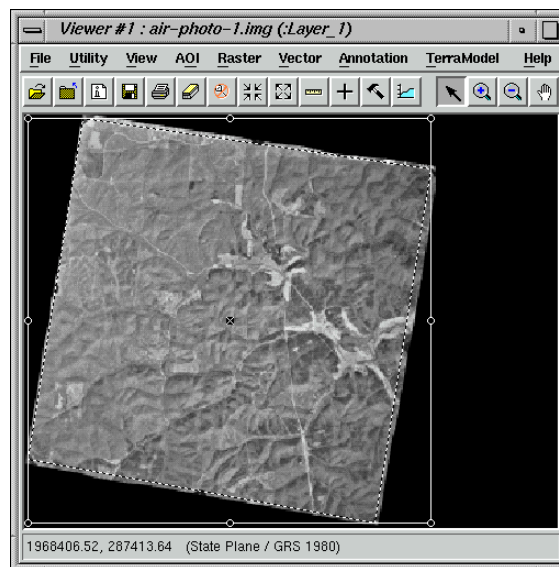 Viewer #1 : air-photo-1.img (:Layer_1)
File Utility View AOI Raster Vector Annotation TerraModel Help
1968406.52, 287413.64 (State Plane / GRS 1980)